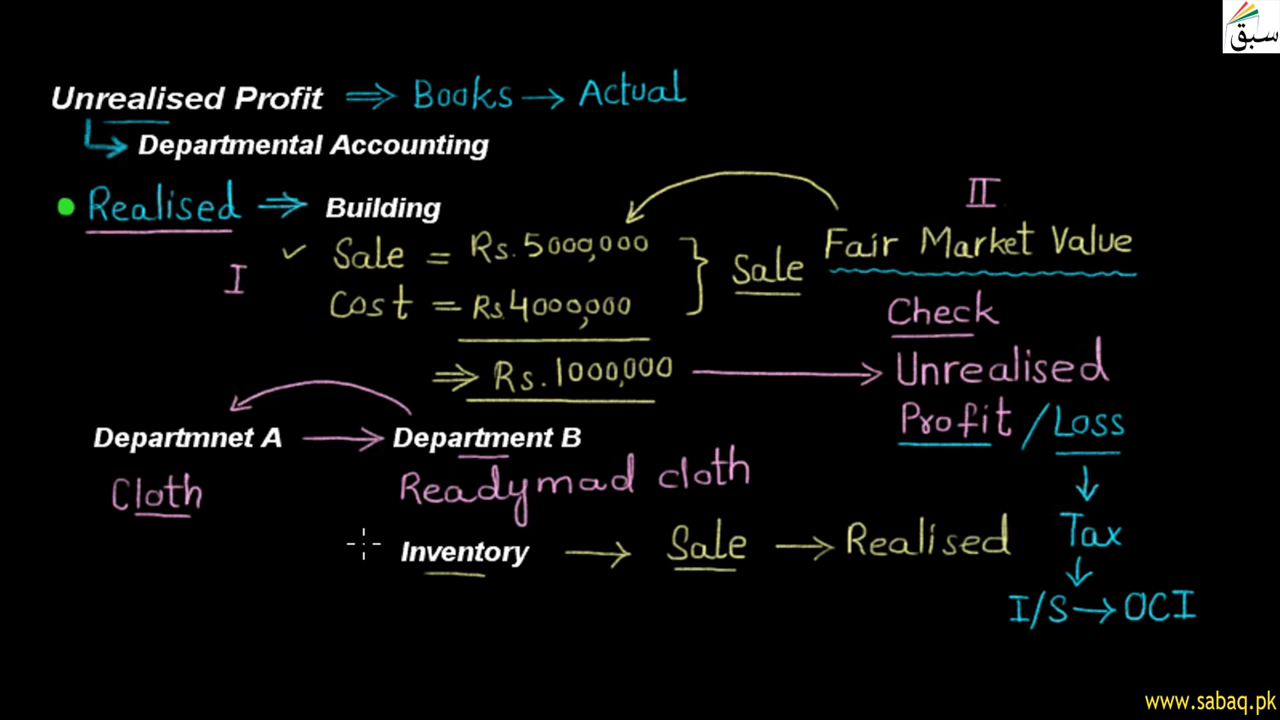 سبق
Unrealised Profit ⇒ Books → Actual
Departmental Accounting
Realised ⇒ Building
II
I
✓ Sale = Rs.5000,000
Cost = Rs.4000,000
Sale
⇒ Rs.1000,000
Fair Market Value
Check
Unrealised
Profit / Loss
Departmnet A → Department B
Cloth
Readymad cloth
Inventory → Sale → Realised
Tax
I/S → OCI
www.sabaq.pk